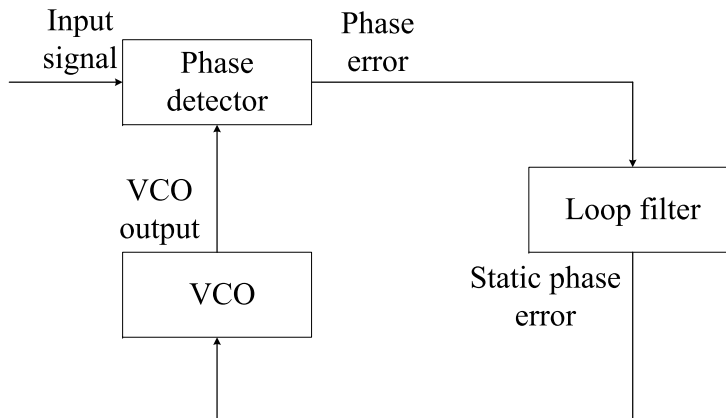 Input
signal
Phase
detector
Phase
error
Loop filter
Static phase
error
VCO
output
VCO